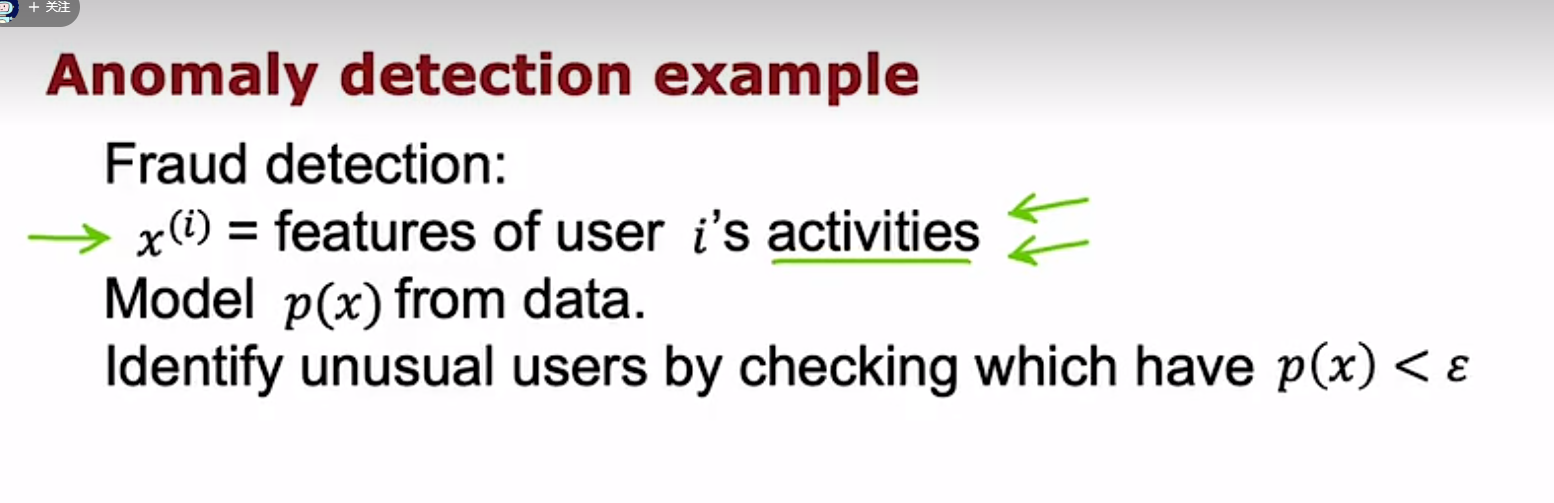 + 关注
Anomaly detection example
Fraud detection:
x⁽ⁱ⁾ = features of user i's activities
Model p(x) from data.
Identify unusual users by checking which have p(x) < ε